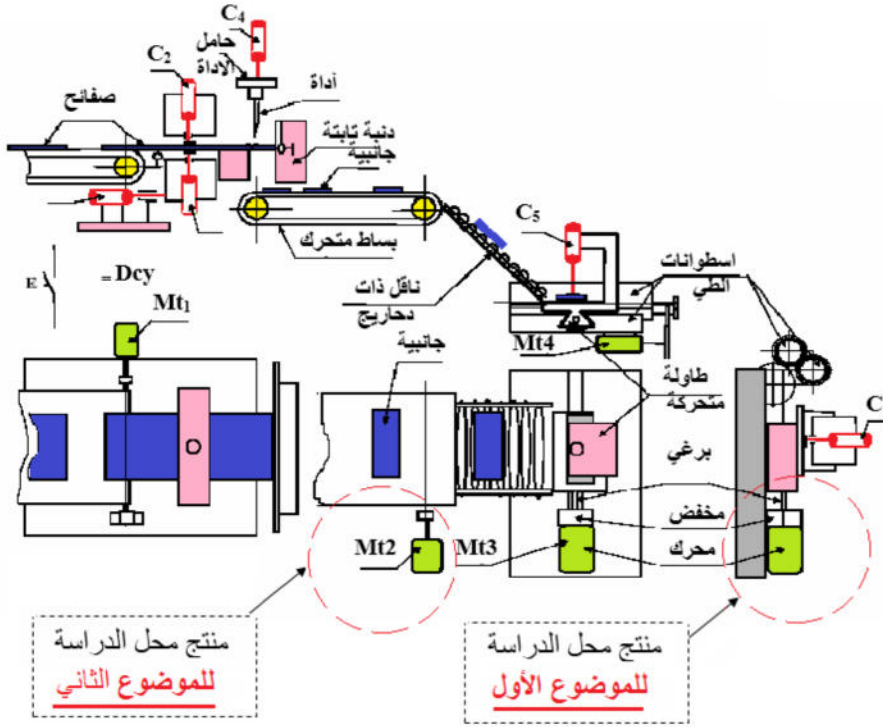 C₄
حامل
الاداة
C₂
أداة
صفائح
دنبة ثابتة
جانبية
C₅
اسطوانات
الطي
بساط متحرك
ناقل ذات
دحاريج
E
= Dcy
Mt₁
Mt4
جانبية
طاولة
متحركة
C
برغي
مخفض
Mt2
Mt3
محرك
منتج محل الدراسة
للموضوع الثاني
منتج محل الدراسة
للموضوع الأول